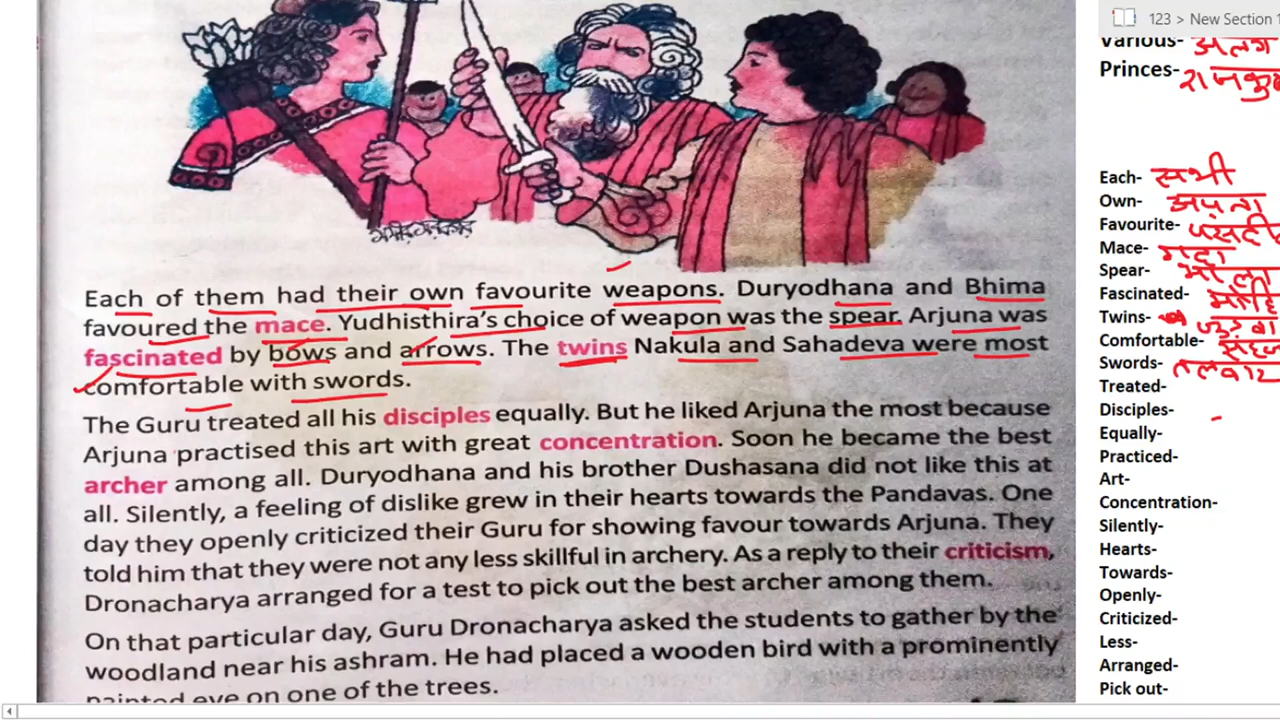 Each of them had their own favourite weapons. Duryodhana and Bhima
favoured the mace. Yudhisthira's choice of weapon was the spear. Arjuna was
fascinated by bows and arrows. The twins Nakula and Sahadeva were most
comfortable with swords.
The Guru treated all his disciples equally. But he liked Arjuna the most because
Arjuna practised this art with great concentration. Soon he became the best
archer among all. Duryodhana and his brother Dushasana did not like this at
all. Silently, a feeling of dislike grew in their hearts towards the Pandavas. One
day they openly criticized their Guru for showing favour towards Arjuna. They
told him that they were not any less skillful in archery. As a reply to their criticism,
Dronacharya arranged for a test to pick out the best archer among them.
On that particular day, Guru Dronacharya asked the students to gather by the
woodland near his ashram. He had placed a wooden bird with a prominently
painted eye on one of the trees.
123 > New Section 1
Various- अलग
Princes-
Each- सभी
Own- अपना
Favourite-
Mace- गदा
Spear- भाला
Fascinated-
Twins-
Comfortable-
Swords- तलवार
Treated-
Disciples-
Equally-
Practiced-
Art-
Concentration-
Silently-
Hearts-
Towards-
Openly-
Criticized-
Less-
Arranged-
Pick out-